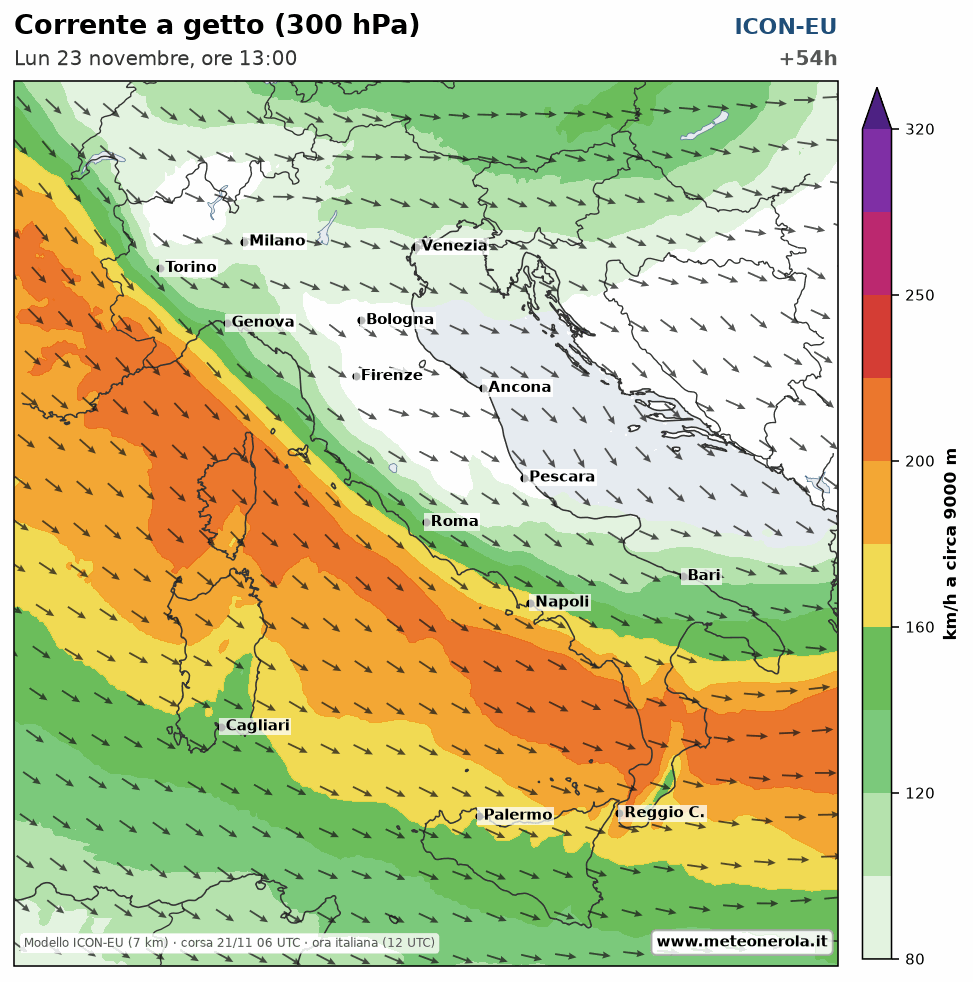 Corrente a getto (300 hPa)
ICON-EU
Lun 23 novembre, ore 13:00
+54h
320
250
200
160
120
80
km/h a circa 9000 m
Milano
Venezia
Torino
Genova
Bologna
Firenze
Ancona
Pescara
Roma
Bari
Napoli
Cagliari
Palermo
Reggio C.
Modello ICON-EU (7 km) · corsa 21/11 06 UTC · ora italiana (12 UTC)
www.meteonerola.it